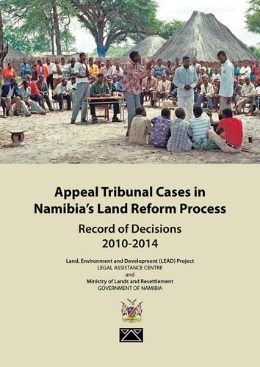 Appeal Tribunal Cases in
Namibia's Land Reform Process
Record of Decisions
2010-2014
Land, Environment and Development (LEAD) Project
LEGAL ASSISTANCE CENTRE
and
Ministry of Lands and Resettlement
GOVERNMENT OF NAMIBIA